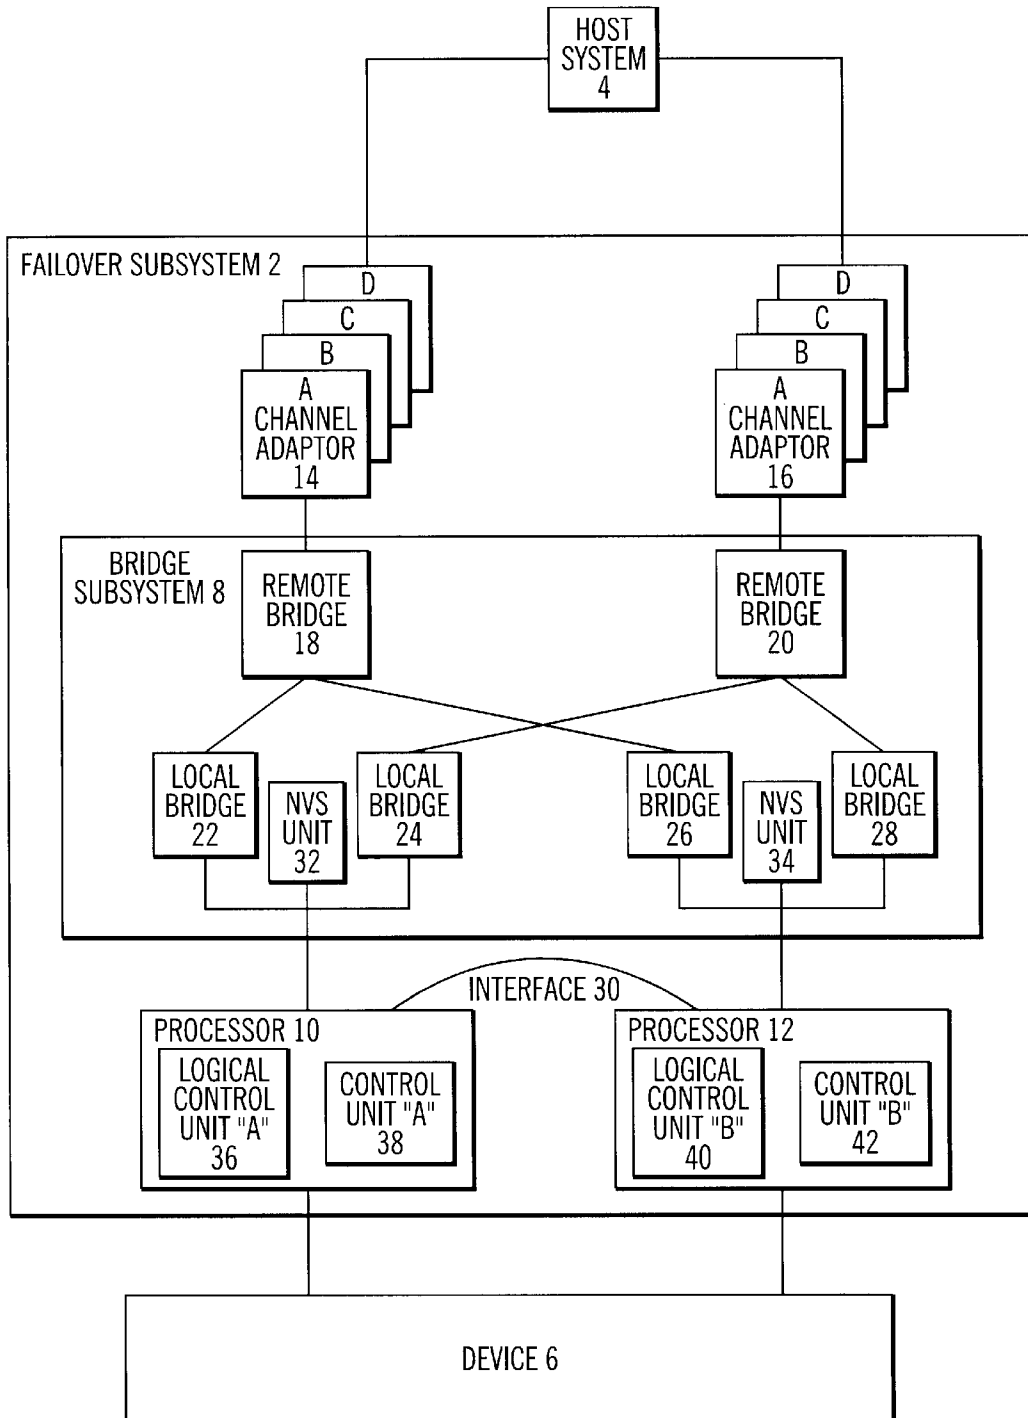 HOST
SYSTEM
4
FAILOVER SUBSYSTEM 2
D
C
B
A
CHANNEL
ADAPTOR
14
D
C
B
A
CHANNEL
ADAPTOR
16
BRIDGE
SUBSYSTEM 8
REMOTE
BRIDGE
18
REMOTE
BRIDGE
20
LOCAL
BRIDGE
22
NVS
UNIT
32
LOCAL
BRIDGE
24
LOCAL
BRIDGE
26
NVS
UNIT
34
LOCAL
BRIDGE
28
INTERFACE 30
PROCESSOR 10
LOGICAL
CONTROL
UNIT "A"
36
CONTROL
UNIT "A"
38
PROCESSOR 12
LOGICAL
CONTROL
UNIT "B"
40
CONTROL
UNIT "B"
42
DEVICE 6